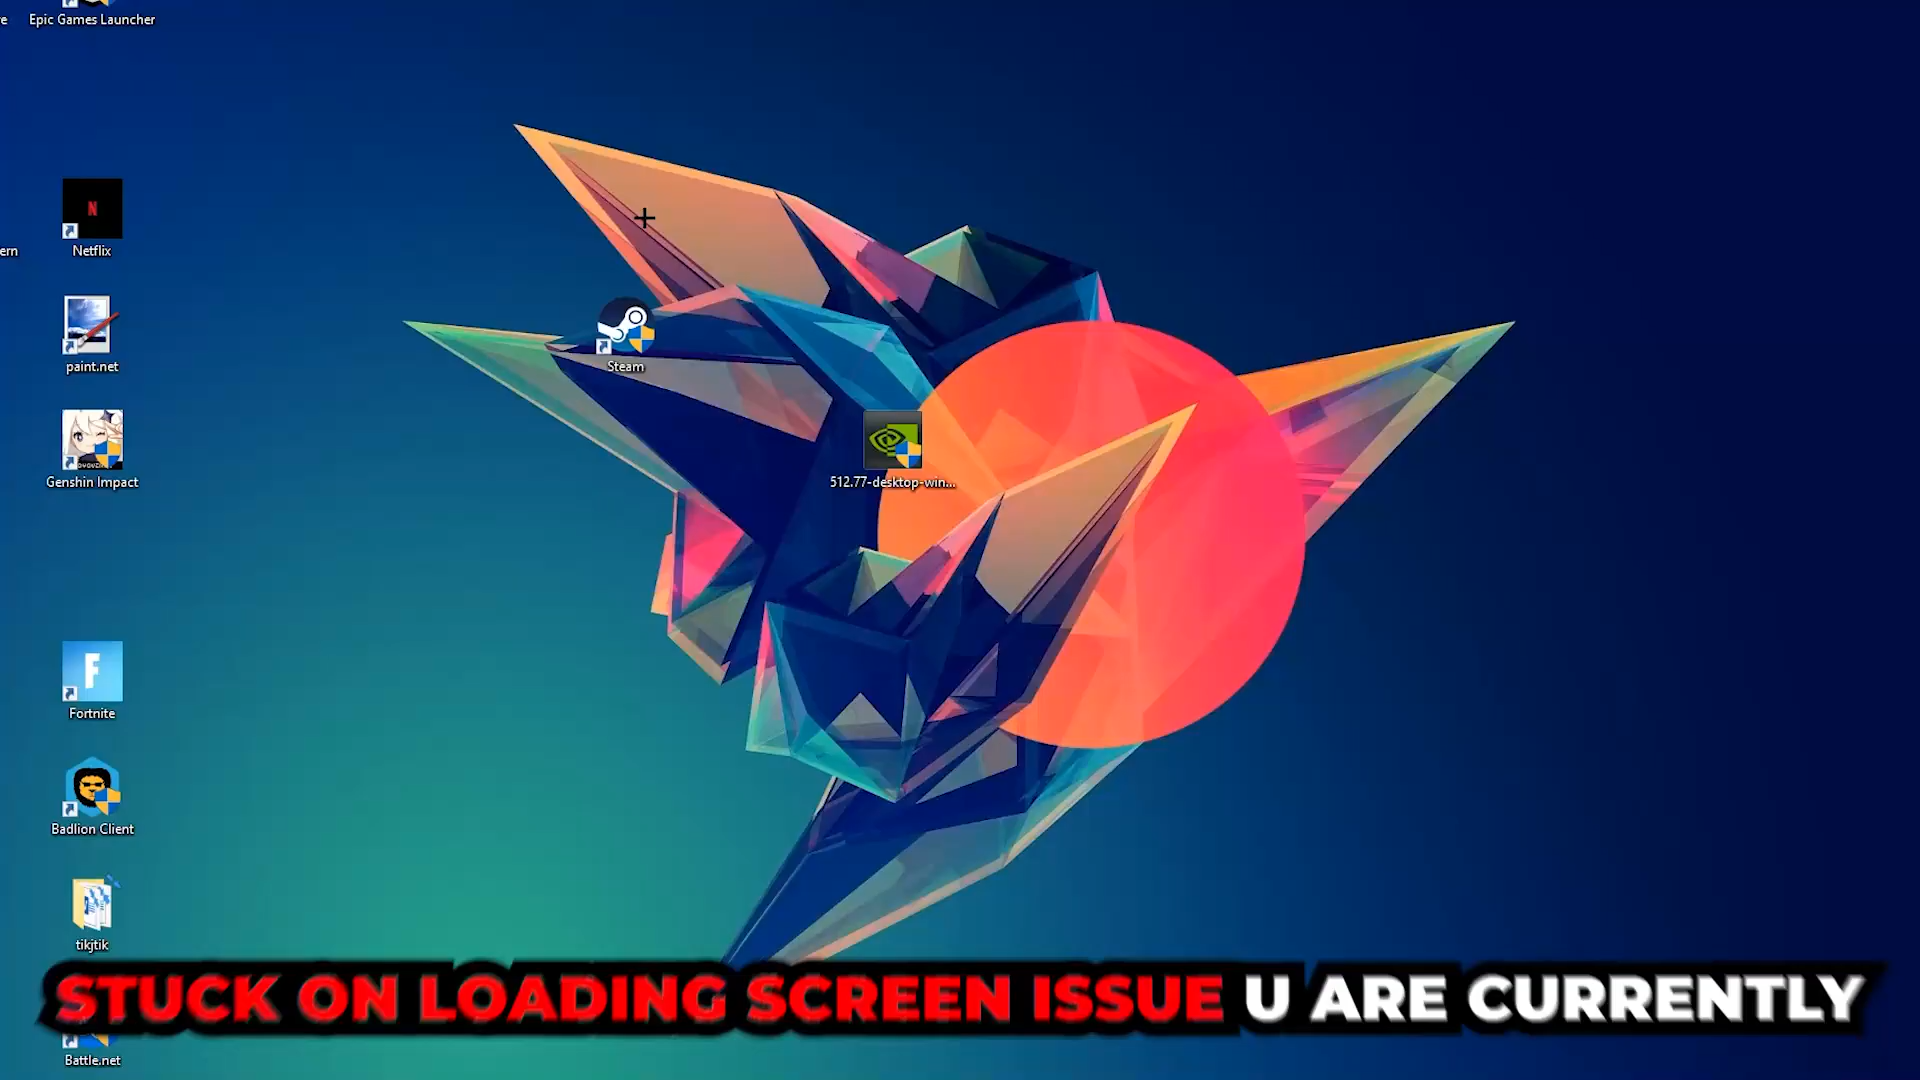 Epic Games Launcher
N
Netflix
ern
paint.net
Steam
Genshin Impact
512.77-desktop-win...
F
Fortnite
Badlion Client
tikjtik
STUCK ON LOADING SCREEN ISSUE U ARE CURRENTLY
Battle.net